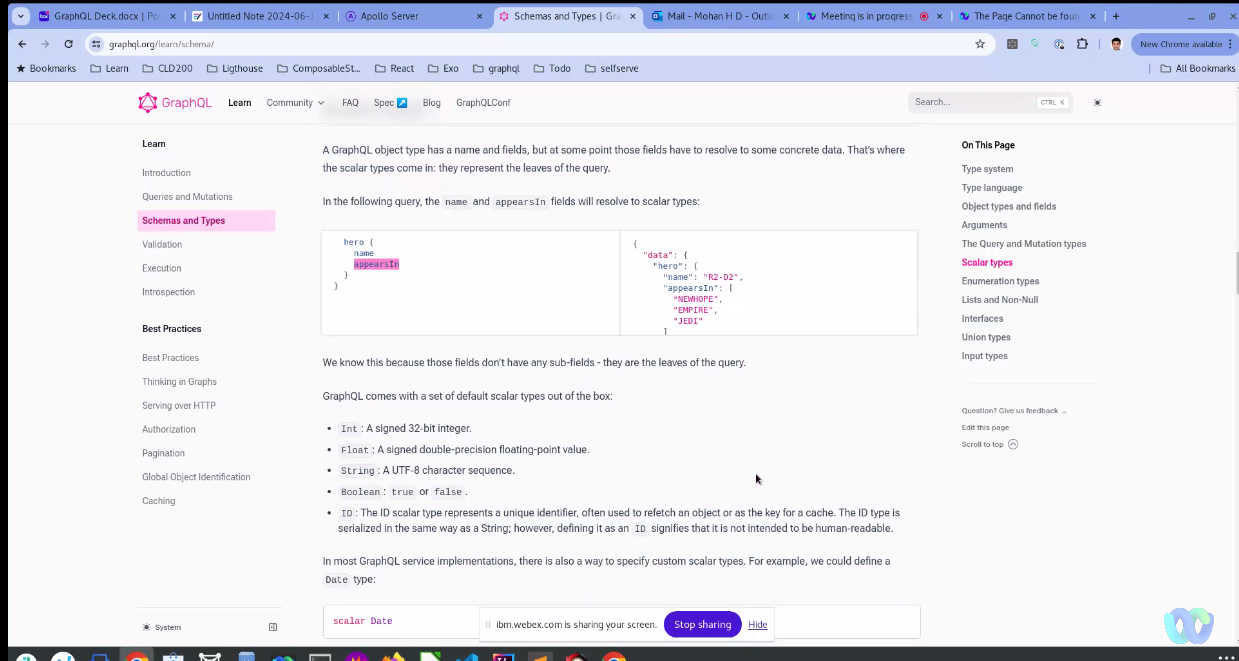 GraphQL Deck.docx | Po
Untitled Note 2024-06-
Apollo Server
Schemas and Types | Gra
Mail - Mohan H D - Outlo
Meeting is in progress
The Page Cannot be foun
graphql.org/learn/schema/
New Chrome available
Bookmarks
Learn
CLD200
Ligthouse
ComposableSt...
React
Exo
graphql
Todo
selfserve
All Bookmarks
GraphQL
Learn
Community
FAQ
Spec
Blog
GraphQLConf
Search...
CTRL K
Learn
Introduction
Queries and Mutations
Schemas and Types
Validation
Execution
Introspection
Best Practices
Best Practices
Thinking in Graphs
Serving over HTTP
Authorization
Pagination
Global Object Identification
Caching
System
A GraphQL object type has a name and fields, but at some point those fields have to resolve to some concrete data. That's where
the scalar types come in: they represent the leaves of the query.
In the following query, the name and appearsIn fields will resolve to scalar types:
hero {
name
appearsIn
}
}
{
"data": {
"hero": {
"name": "R2-D2",
"appearsIn": [
"NEWHOPE",
"EMPIRE",
"JEDI"
]
We know this because those fields don't have any sub-fields - they are the leaves of the query.
GraphQL comes with a set of default scalar types out of the box:
• Int: A signed 32-bit integer.
• Float: A signed double-precision floating-point value.
• String: A UTF-8 character sequence.
• Boolean: true or false.
• ID: The ID scalar type represents a unique identifier, often used to refetch an object or as the key for a cache. The ID type is
serialized in the same way as a String; however, defining it as an ID signifies that it is not intended to be human-readable.
In most GraphQL service implementations, there is also a way to specify custom scalar types. For example, we could define a
Date type:
scalar Date
On This Page
Type system
Type language
Object types and fields
Arguments
The Query and Mutation types
Scalar types
Enumeration types
Lists and Non-Null
Interfaces
Union types
Input types
Question? Give us feedback →
Edit this page
Scroll to top
ibm.webex.com is sharing your screen.
Stop sharing
Hide